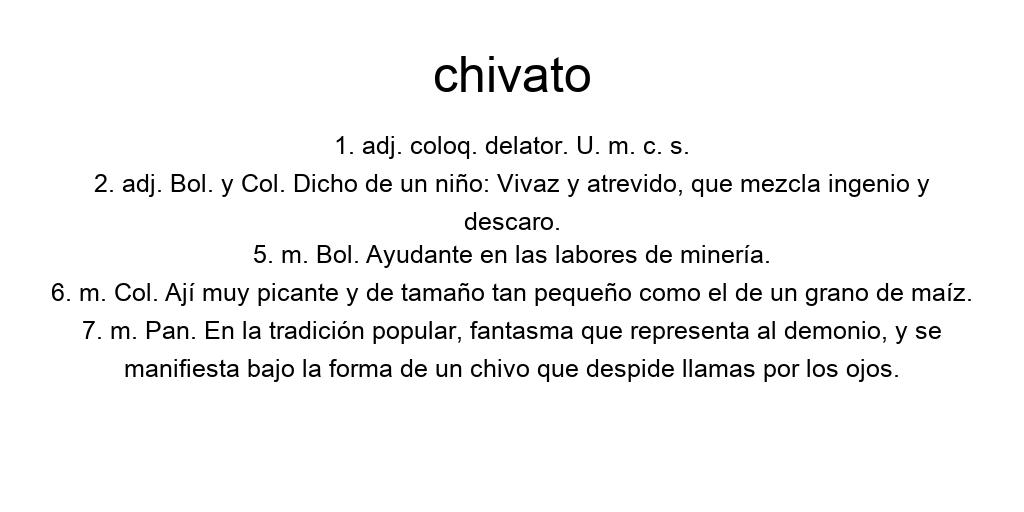 chivato
1. adj. coloq. delator. U. m. c. s.
2. adj. Bol. y Col. Dicho de un niño: Vivaz y atrevido, que mezcla ingenio y
descaro.
5. m. Bol. Ayudante en las labores de minería.
6. m. Col. Ají muy picante y de tamaño tan pequeño como el de un grano de maíz.
7. m. Pan. En la tradición popular, fantasma que representa al demonio, y se
manifiesta bajo la forma de un chivo que despide llamas por los ojos.